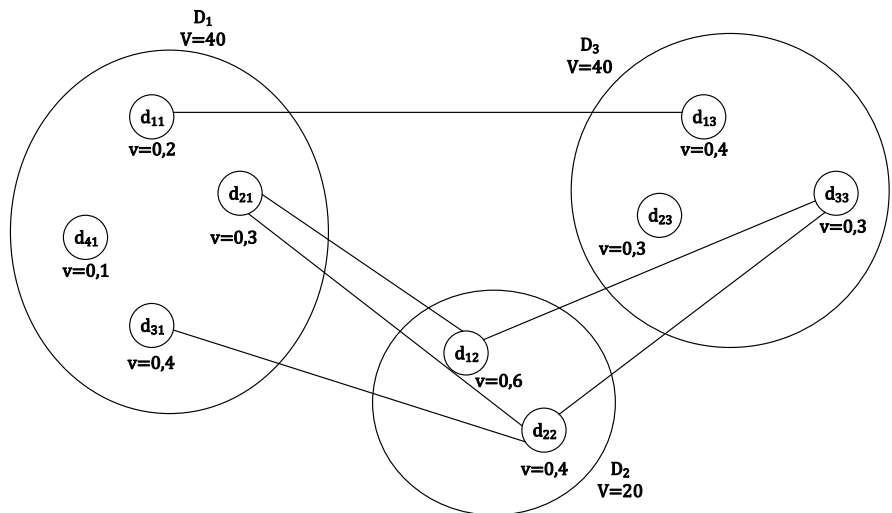 D₁
V=40
d₁₁
v=0,2
d₂₁
v=0,3
d₄₁
v=0,1
d₃₁
v=0,4
D₃
V=40
d₁₃
v=0,4
d₃₃
v=0,3
d₂₃
v=0,3
d₁₂
v=0,6
d₂₂
v=0,4
D₂
V=20